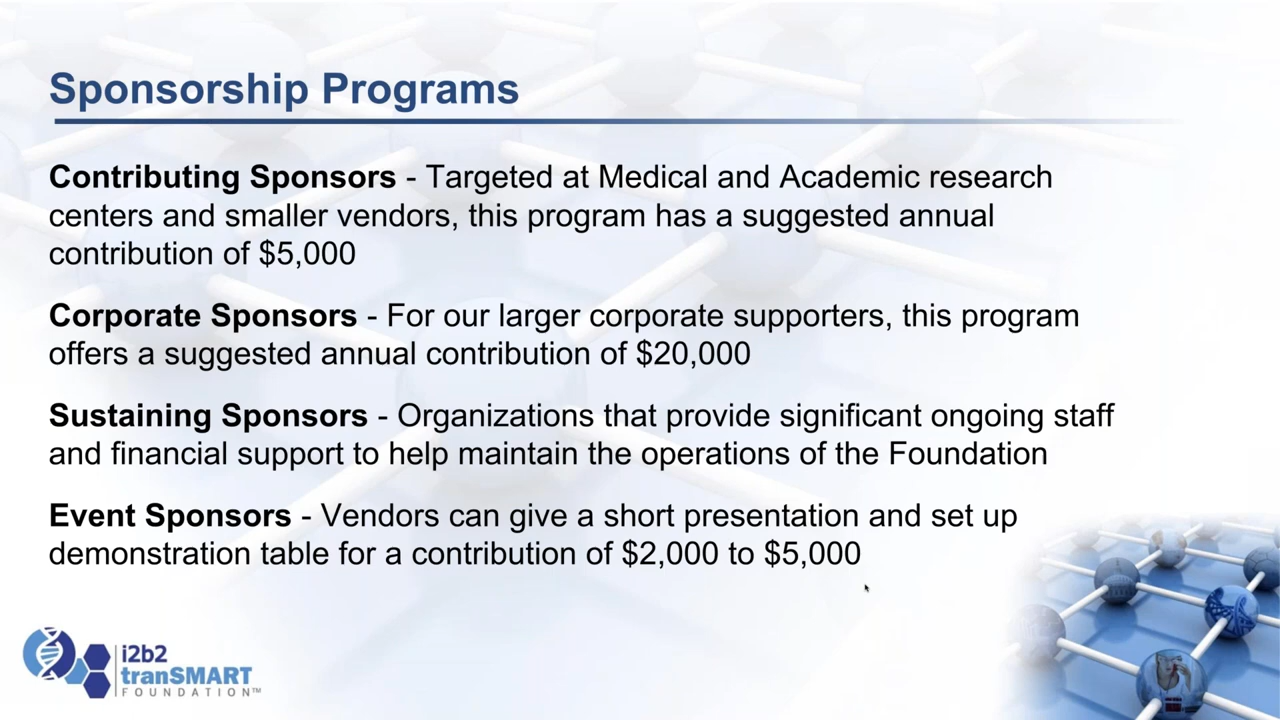 Sponsorship Programs
Contributing Sponsors - Targeted at Medical and Academic research
centers and smaller vendors, this program has a suggested annual
contribution of $5,000
Corporate Sponsors - For our larger corporate supporters, this program
offers a suggested annual contribution of $20,000
Sustaining Sponsors - Organizations that provide significant ongoing staff
and financial support to help maintain the operations of the Foundation
Event Sponsors - Vendors can give a short presentation and set up
demonstration table for a contribution of $2,000 to $5,000
i2b2
tranSMART
FOUNDATION™